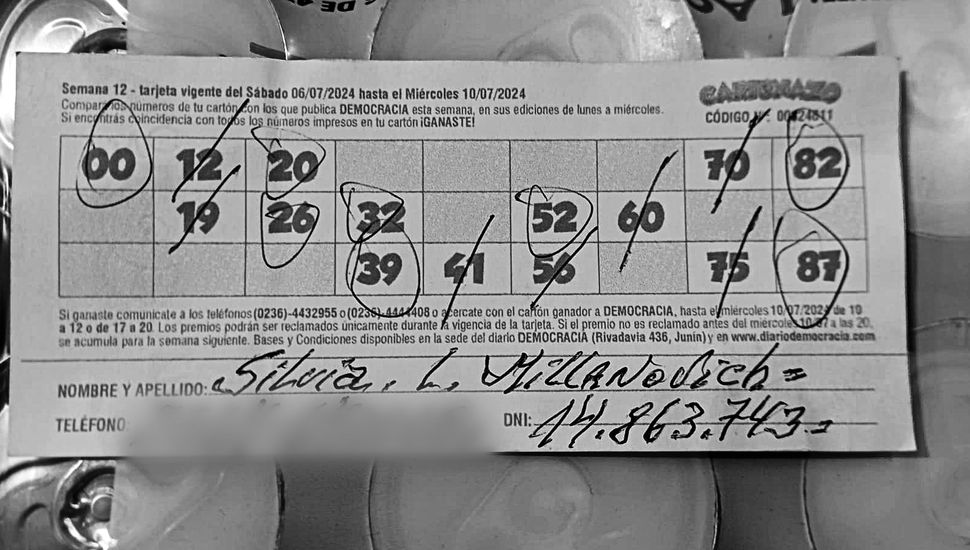 Semana 12 - tarjeta vigente del Sábado 06/07/2024 hasta el Miércoles 10/07/2024
Compará los números de tu cartón con los que publica DEMOCRACIA esta semana, en sus ediciones de lunes a miércoles.
Si encontrás coincidencia con todos los números impresos en tu cartón ¡GANASTE!
CARTONAZO
CÓDIGO Nº: 00424811
00 12 20 70 82
19 26 32 52 60
39 41 56 75 87
Si ganaste comunicate a los teléfonos (0236)-4432955 o (0236)-4444408 o acercate con el cartón ganador a DEMOCRACIA, hasta el miércoles 10/07/2024 de 10
a 12 o de 17 a 20. Los premios podrán ser reclamados únicamente durante la vigencia de la tarjeta. Si el premio no es reclamado antes del miércoles 10/07 a las 20,
se acumula para la semana siguiente. Bases y Condiciones disponibles en la sede del diario DEMOCRACIA (Rivadavia 436, Junín) y en www.diariodemocracia.com
NOMBRE Y APELLIDO: Silvia. L. Millanovich=
TELÉFONO DNI: 14.863.743=